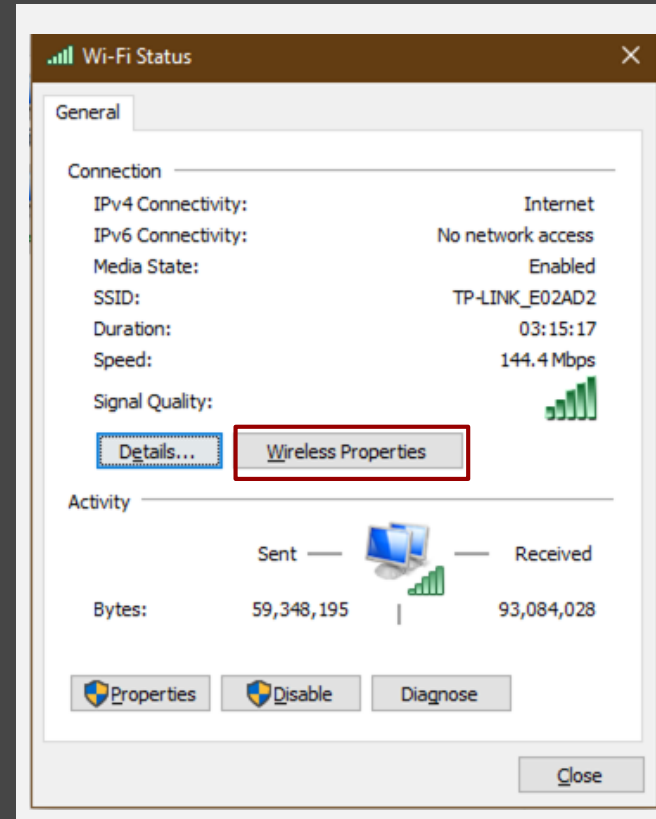 Wi-Fi Status
General
Connection
IPv4 Connectivity: Internet
IPv6 Connectivity: No network access
Media State: Enabled
SSID: TP-LINK_E02AD2
Duration: 03:15:17
Speed: 144.4 Mbps
Signal Quality:
Details... Wireless Properties
Activity
Sent Received
Bytes: 59,348,195 93,084,028
Properties Disable Diagnose
Close